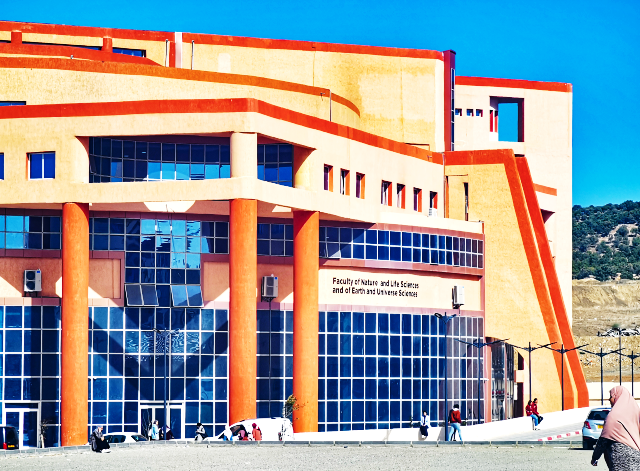 Faculty of Nature and Life Sciences
and of Earth and Universe Sciences